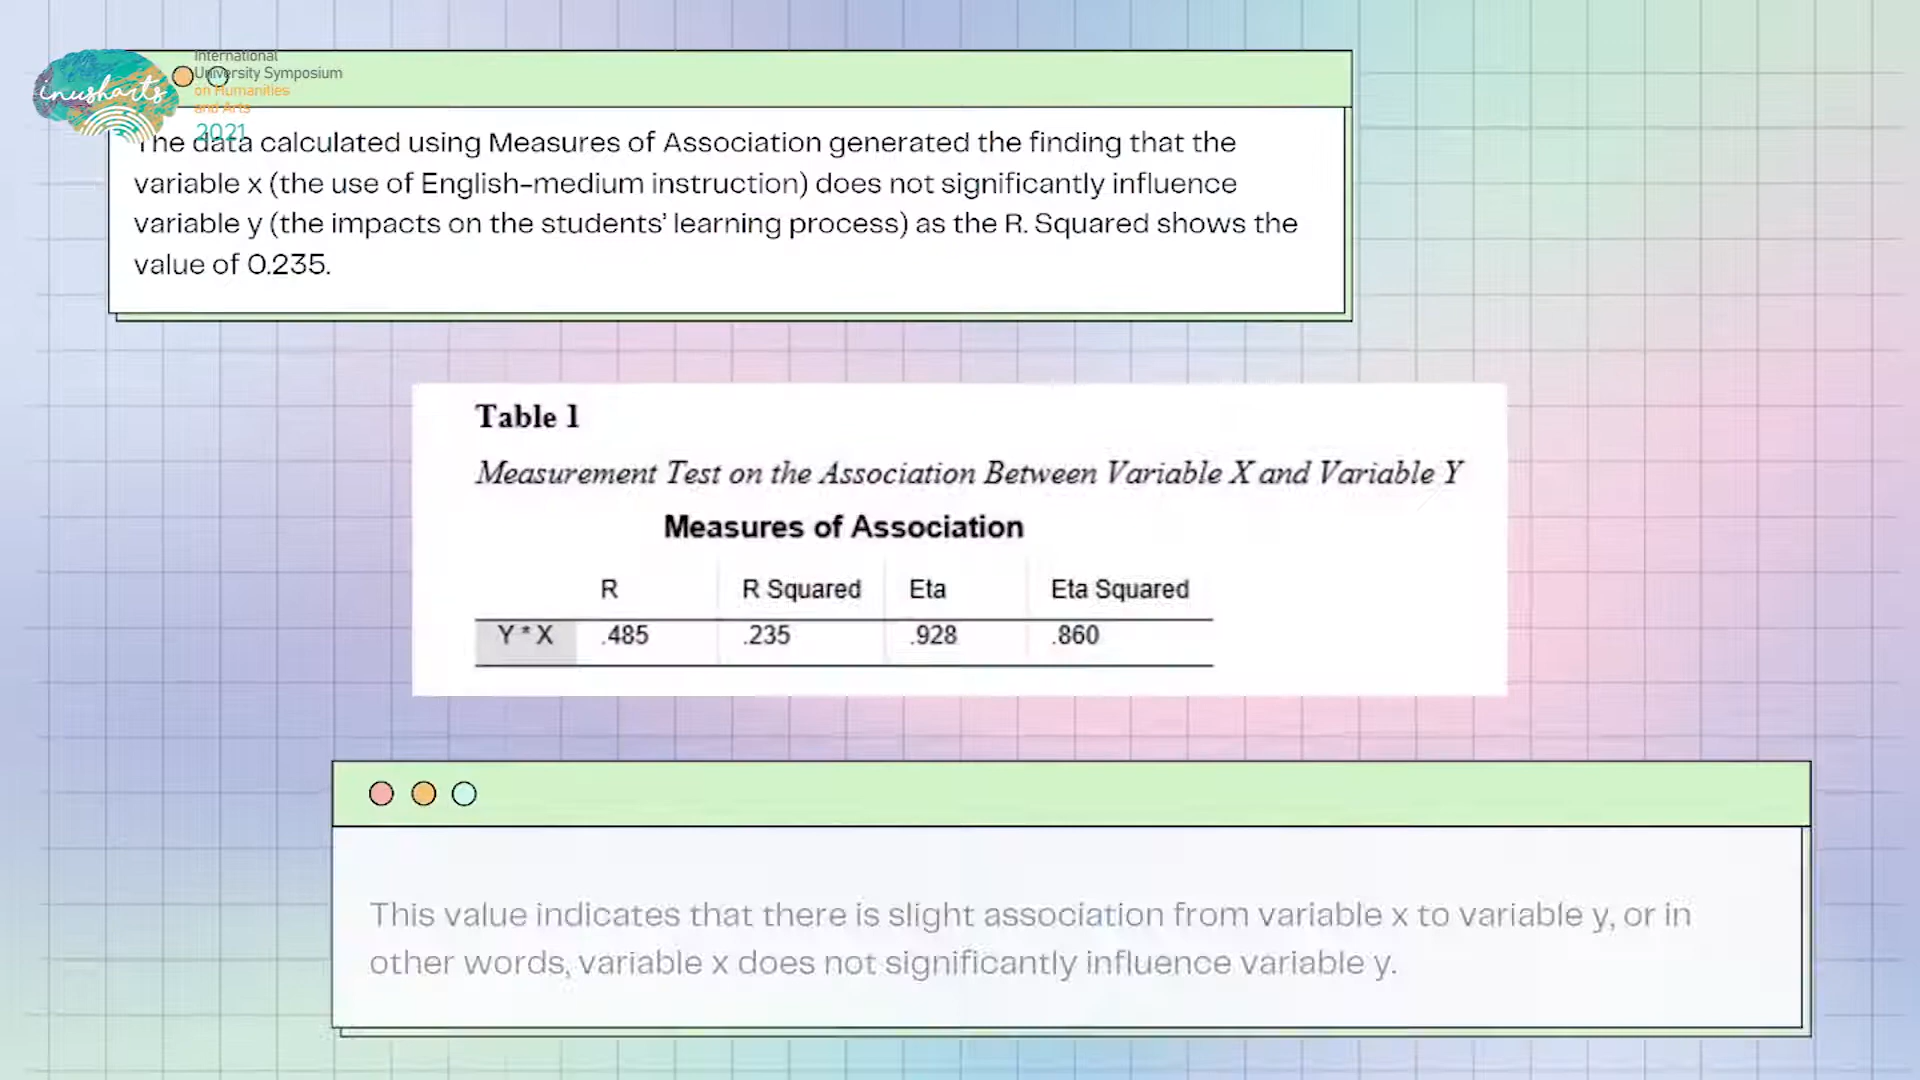 inusharts
International
University Symposium
on Humanities
and Arts
2021
The data calculated using Measures of Association generated the finding that the
variable x (the use of English-medium instruction) does not significantly influence
variable y (the impacts on the students' learning process) as the R. Squared shows the
value of 0.235.
Table 1
Measurement Test on the Association Between Variable X and Variable Y
Measures of Association
R R Squared Eta Eta Squared
Y * X .485 .235 .928 .860
This value indicates that there is slight association from variable x to variable y, or in
other words, variable x does not significantly influence variable y.